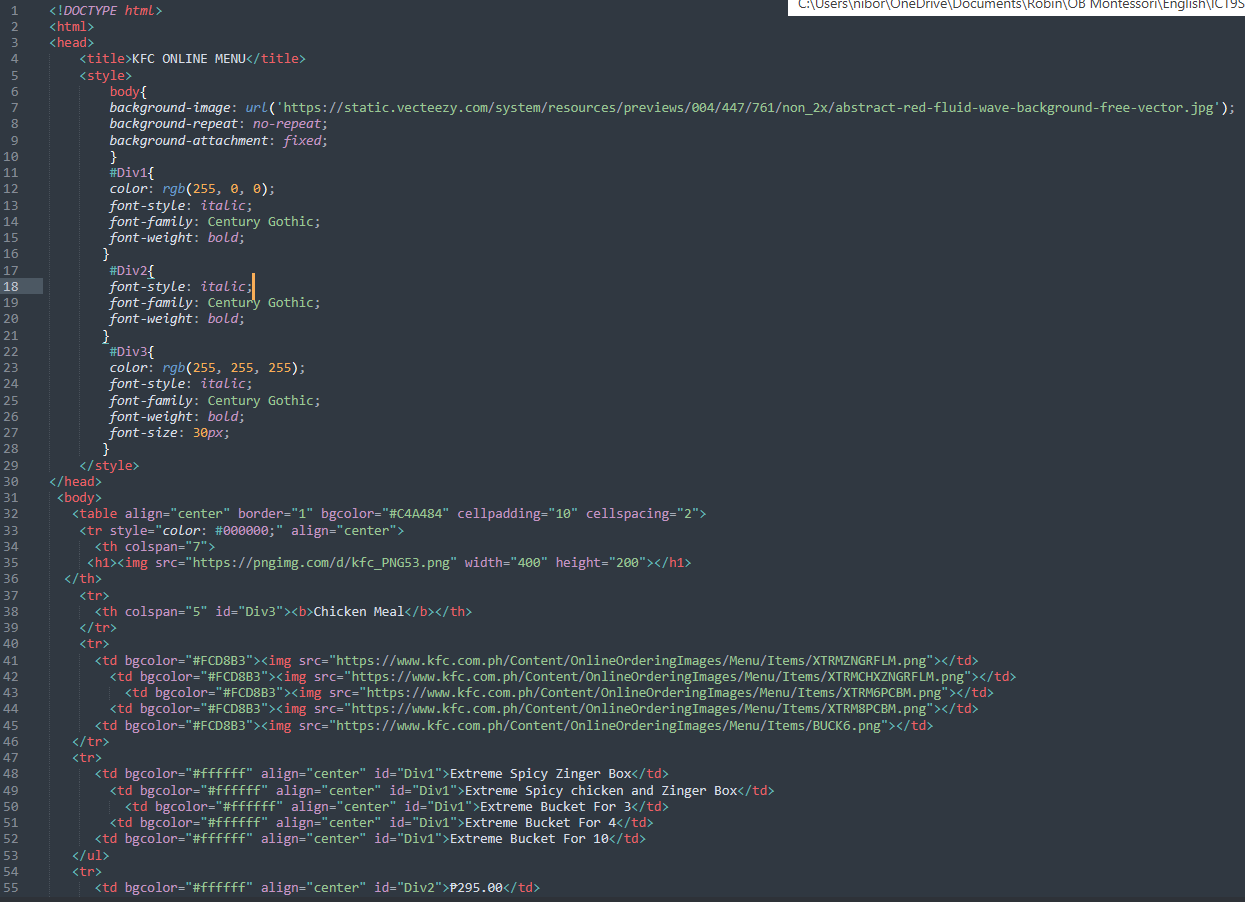 C:\Users\nibor\OneDrive\Documents\Robin\OB Montessori\English\ICT9S
1 <!DOCTYPE html>
2 <html>
3 <head>
4 <title>KFC ONLINE MENU</title>
5 <style>
6 body{
7 background-image: url('https://static.vecteezy.com/system/resources/previews/004/447/761/non_2x/abstract-red-fluid-wave-background-free-vector.jpg');
8 background-repeat: no-repeat;
9 background-attachment: fixed;
10 }
11 #Div1{
12 color: rgb(255, 0, 0);
13 font-style: italic;
14 font-family: Century Gothic;
15 font-weight: bold;
16 }
17 #Div2{
18 font-style: italic;
19 font-family: Century Gothic;
20 font-weight: bold;
21 }
22 #Div3{
23 color: rgb(255, 255, 255);
24 font-style: italic;
25 font-family: Century Gothic;
26 font-weight: bold;
27 font-size: 30px;
28 }
29 </style>
30 </head>
31 <body>
32 <table align="center" border="1" bgcolor="#C4A484" cellpadding="10" cellspacing="2">
33 <tr style="color: #000000;" align="center">
34 <th colspan="7">
35 <h1><img src="https://pngimg.com/d/kfc_PNG53.png" width="400" height="200"></h1>
36 </th>
37 <tr>
38 <th colspan="5" id="Div3"><b>Chicken Meal</b></th>
39 </tr>
40 <tr>
41 <td bgcolor="#FCD8B3"><img src="https://www.kfc.com.ph/Content/OnlineOrderingImages/Menu/Items/XTRMZNGRFLM.png"></td>
42 <td bgcolor="#FCD8B3"><img src="https://www.kfc.com.ph/Content/OnlineOrderingImages/Menu/Items/XTRMCHXZNGRFLM.png"></td>
43 <td bgcolor="#FCD8B3"><img src="https://www.kfc.com.ph/Content/OnlineOrderingImages/Menu/Items/XTRM6PCBM.png"></td>
44 <td bgcolor="#FCD8B3"><img src="https://www.kfc.com.ph/Content/OnlineOrderingImages/Menu/Items/XTRM8PCBM.png"></td>
45 <td bgcolor="#FCD8B3"><img src="https://www.kfc.com.ph/Content/OnlineOrderingImages/Menu/Items/BUCK6.png"></td>
46 </tr>
47 <tr>
48 <td bgcolor="#ffffff" align="center" id="Div1">Extreme Spicy Zinger Box</td>
49 <td bgcolor="#ffffff" align="center" id="Div1">Extreme Spicy chicken and Zinger Box</td>
50 <td bgcolor="#ffffff" align="center" id="Div1">Extreme Bucket For 3</td>
51 <td bgcolor="#ffffff" align="center" id="Div1">Extreme Bucket For 4</td>
52 <td bgcolor="#ffffff" align="center" id="Div1">Extreme Bucket For 10</td>
53 </ul>
54 <tr>
55 <td bgcolor="#ffffff" align="center" id="Div2">₱295.00</td>